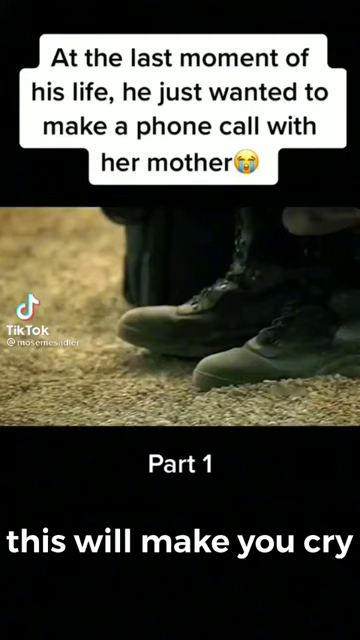 At the last moment of
his life, he just wanted to
make a phone call with
her mother😭
TikTok
@mosemesadler
Part 1
this will make you cry